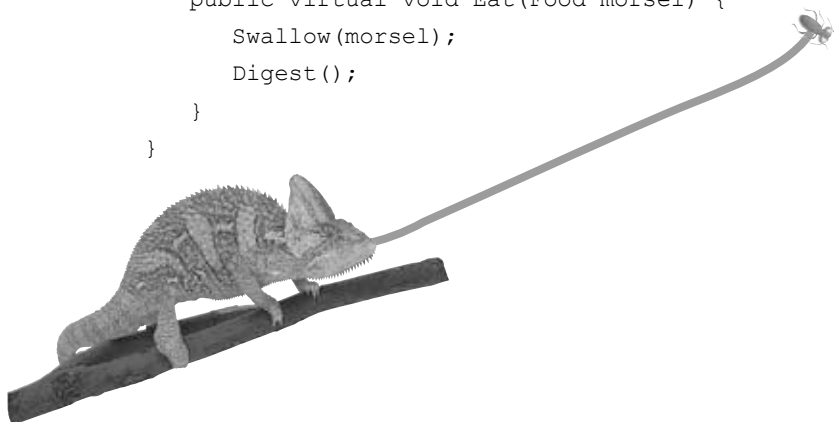 public virtual void Eat(Food morsel) {
Swallow(morsel);
Digest();
}
}